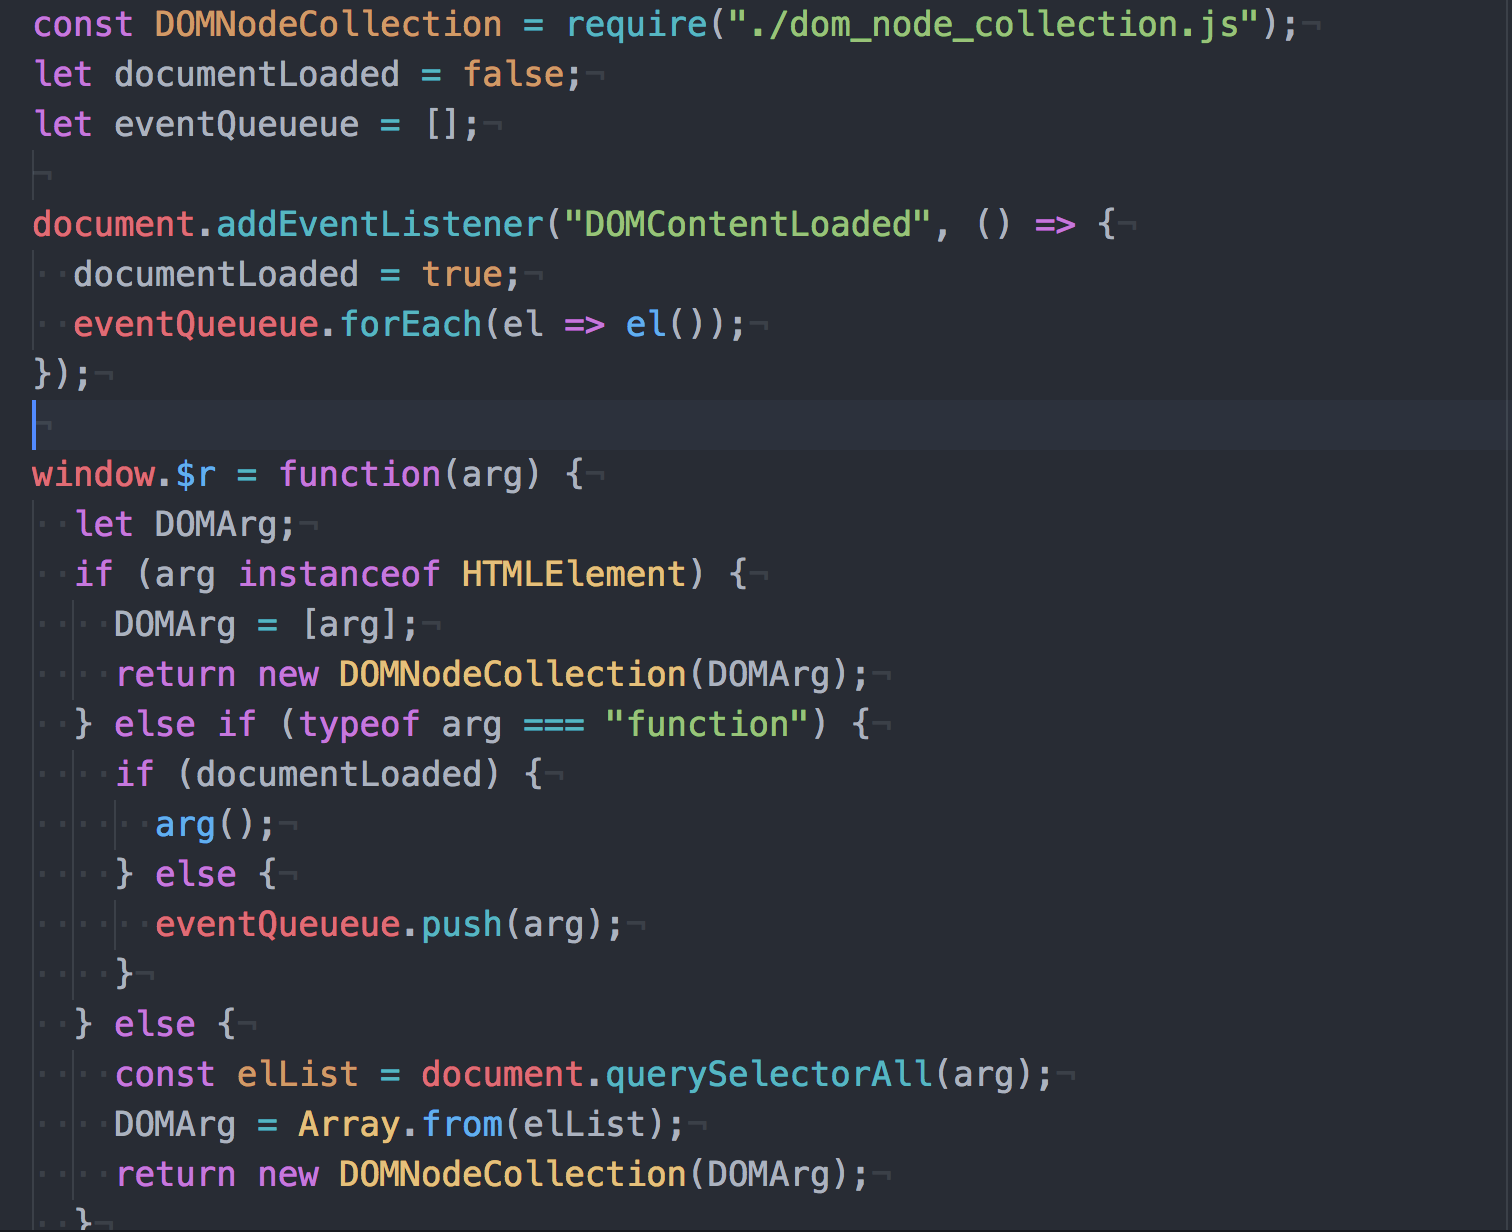 const DOMNodeCollection = require("./dom_node_collection.js");
let documentLoaded = false;
let eventQueueue = [];

document.addEventListener("DOMContentLoaded", () => {
  documentLoaded = true;
  eventQueueue.forEach(el => el());
});

window.$r = function(arg) {
  let DOMArg;
  if (arg instanceof HTMLElement) {
    DOMArg = [arg];
    return new DOMNodeCollection(DOMArg);
  } else if (typeof arg === "function") {
    if (documentLoaded) {
      arg();
    } else {
      eventQueueue.push(arg);
    }
  } else {
    const elList = document.querySelectorAll(arg);
    DOMArg = Array.from(elList);
    return new DOMNodeCollection(DOMArg);
  }